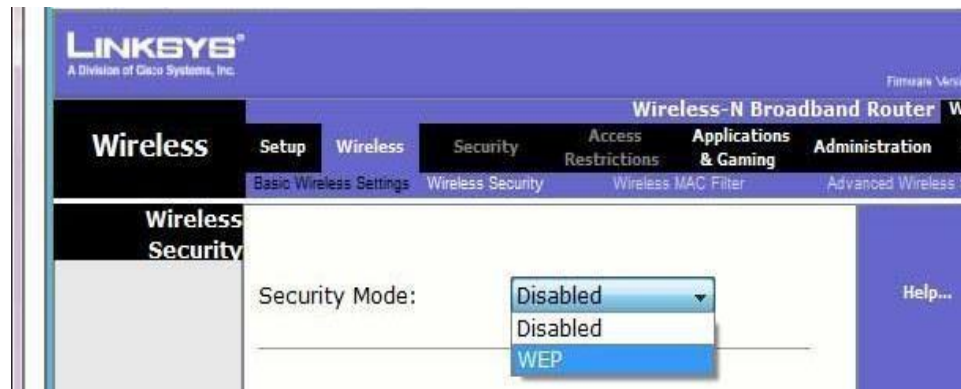 LINKSYS®
A Division of Cisco Systems, Inc.
Firmware
Wireless-N Broadband Router
Wireless
Setup Wireless Security Access Restrictions Applications & Gaming Administration
Basic Wireless Settings Wireless Security Wireless MAC Filter Advanced Wireless
Wireless
Security
Security Mode: Disabled
Help...
Disabled
WEP